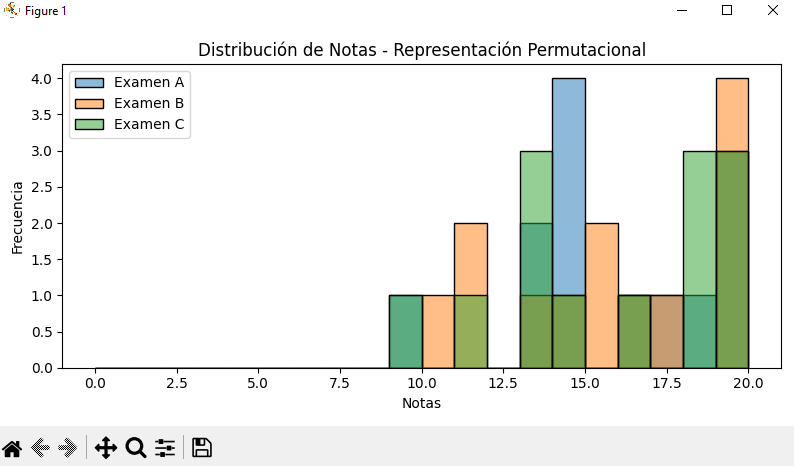 Figure 1
Distribución de Notas - Representación Permutacional
Examen A
Examen B
Examen C
4.0
3.5
3.0
2.5
2.0
1.5
1.0
0.5
0.0
Frecuencia
0.0 2.5 5.0 7.5 10.0 12.5 15.0 17.5 20.0
Notas